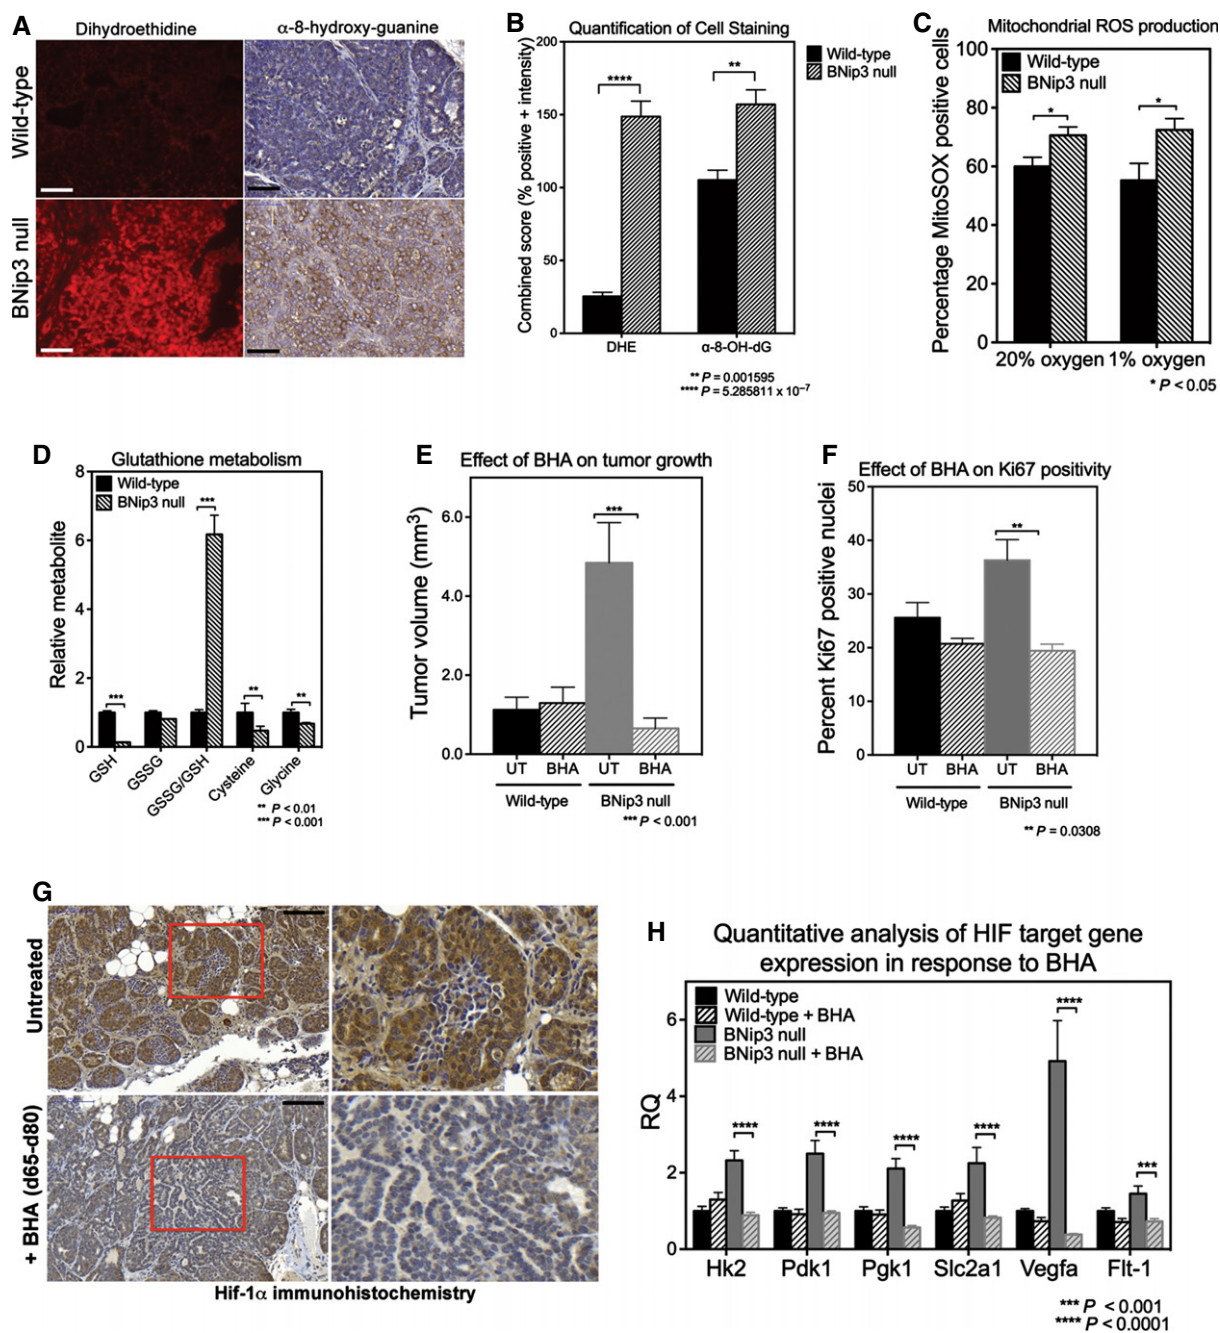 A
Dihydroethidine
α-8-hydroxy-guanine
Wild-type
BNip3 null
B
Quantification of Cell Staining
Combined score (% positive + intensity)
200
150
100
50
0
****
**
Wild-type
BNip3 null
DHE
α-8-OH-dG
** P = 0.001595
**** P = 5.285811 x 10⁻⁷
C
Mitochondrial ROS production
Percentage MitoSOX positive cells
100
80
60
40
20
0
Wild-type
BNip3 null
*
*
20% oxygen 1% oxygen
* P < 0.05
D
Glutathione metabolism
Relative metabolite
8
6
4
2
0
Wild-type
BNip3 null
***
***
**
**
GSH
GSSG
GSSG/GSH
Cysteine
Glycine
** P < 0.01
*** P < 0.001
E
Effect of BHA on tumor growth
Tumor volume (mm³)
6.0
4.0
2.0
0.0
***
UT BHA UT BHA
Wild-type BNip3 null
*** P < 0.001
F
Effect of BHA on Ki67 positivity
Percent Ki67 positive nuclei
50
40
30
20
10
0
**
UT BHA UT BHA
Wild-type BNip3 null
** P = 0.0308
G
Untreated
+ BHA (d65-d80)
Hif-1α immunohistochemistry
H
Quantitative analysis of HIF target gene
expression in response to BHA
RQ
6
4
2
0
Wild-type
Wild-type + BHA
BNip3 null
BNip3 null + BHA
****
****
****
****
****
***
Hk2 Pdk1 Pgk1 Slc2a1 Vegfa Flt-1
*** P < 0.001
**** P < 0.0001